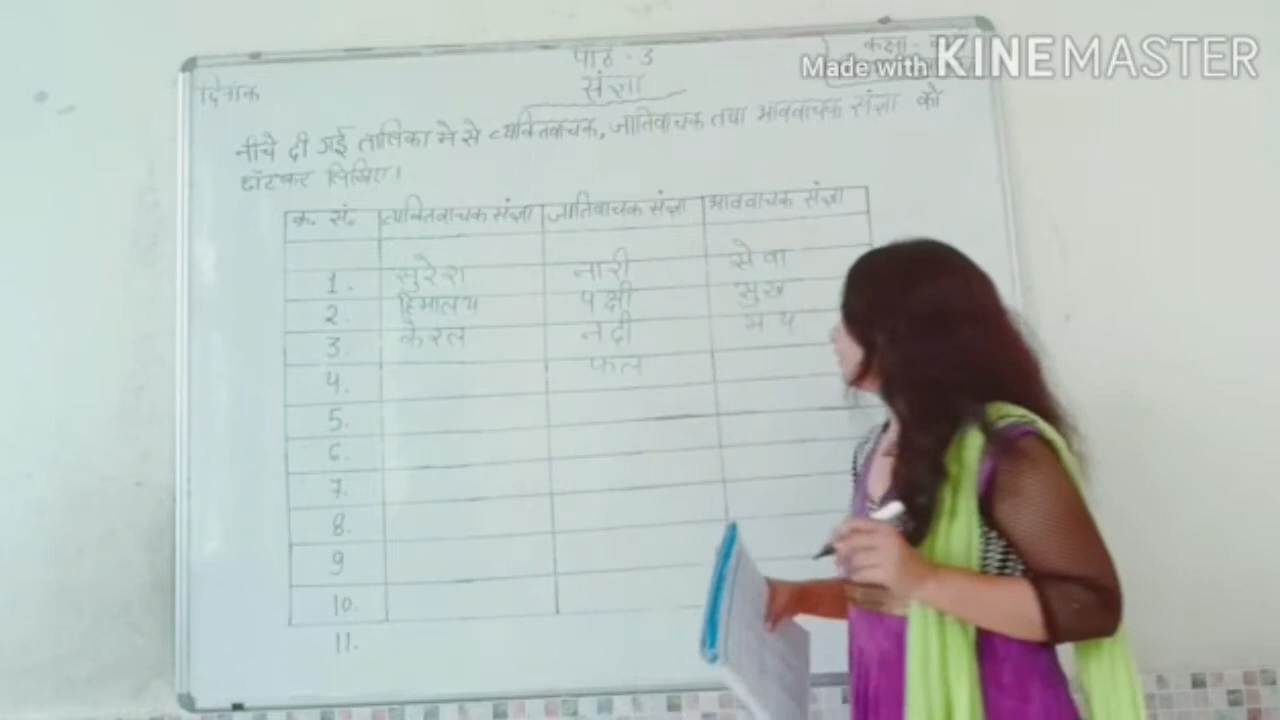 पाठ - 3
कक्षा -
Made with KINEMASTER
दिनांक
संज्ञा
नीचे दी गई तालिका मे से व्यक्तिवाचक, जातिवाचक तथा भाववाचक संज्ञा को
छाँटकर लिखिए।
क. सं. व्यक्तिवाचक संज्ञा जातिवाचक संज्ञा भाववाचक संज्ञा
1. सुरेश नारी सेवा
2. हिमालय पक्षी सुख
3. केरल नदी भय
4. फल
5.
6.
7.
8.
9
10.
11.